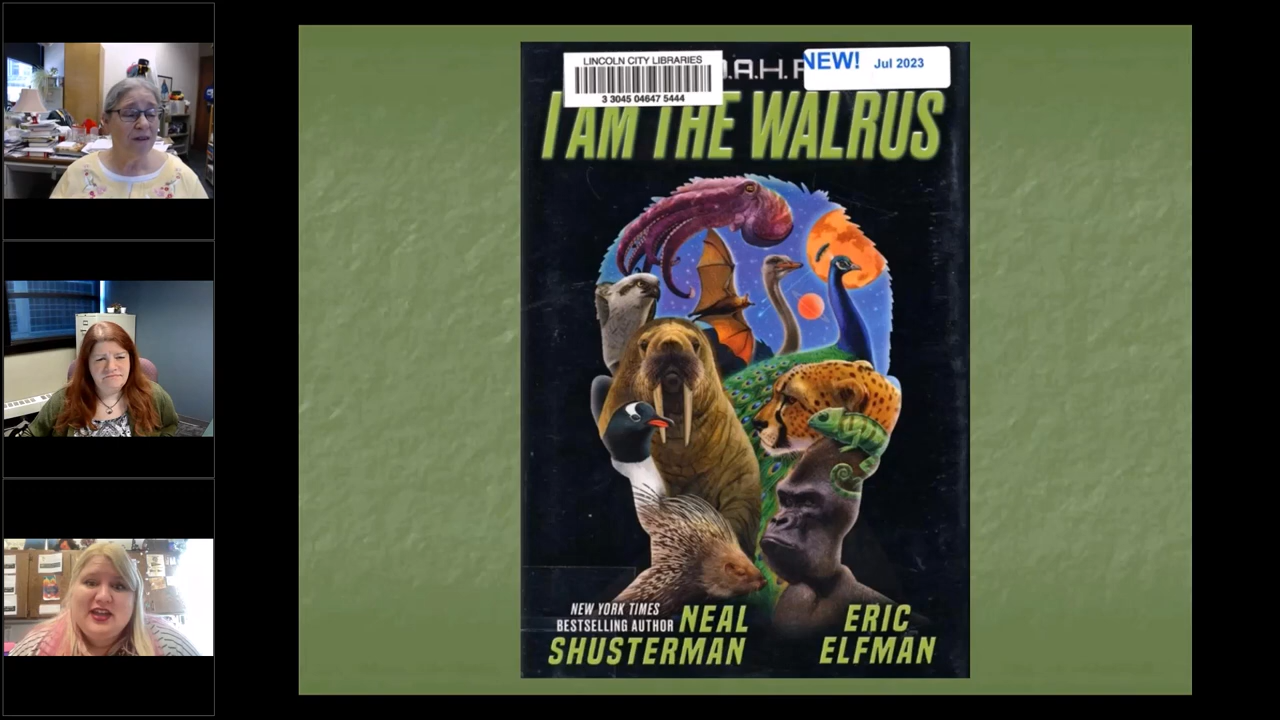 LINCOLN CITY LIBRARIES
3 3045 04647 5444
NEW! Jul 2023
.A.H.
I AM THE WALRUS
NEW YORK TIMES
BESTSELLING AUTHOR NEAL
SHUSTERMAN
ERIC
ELFMAN